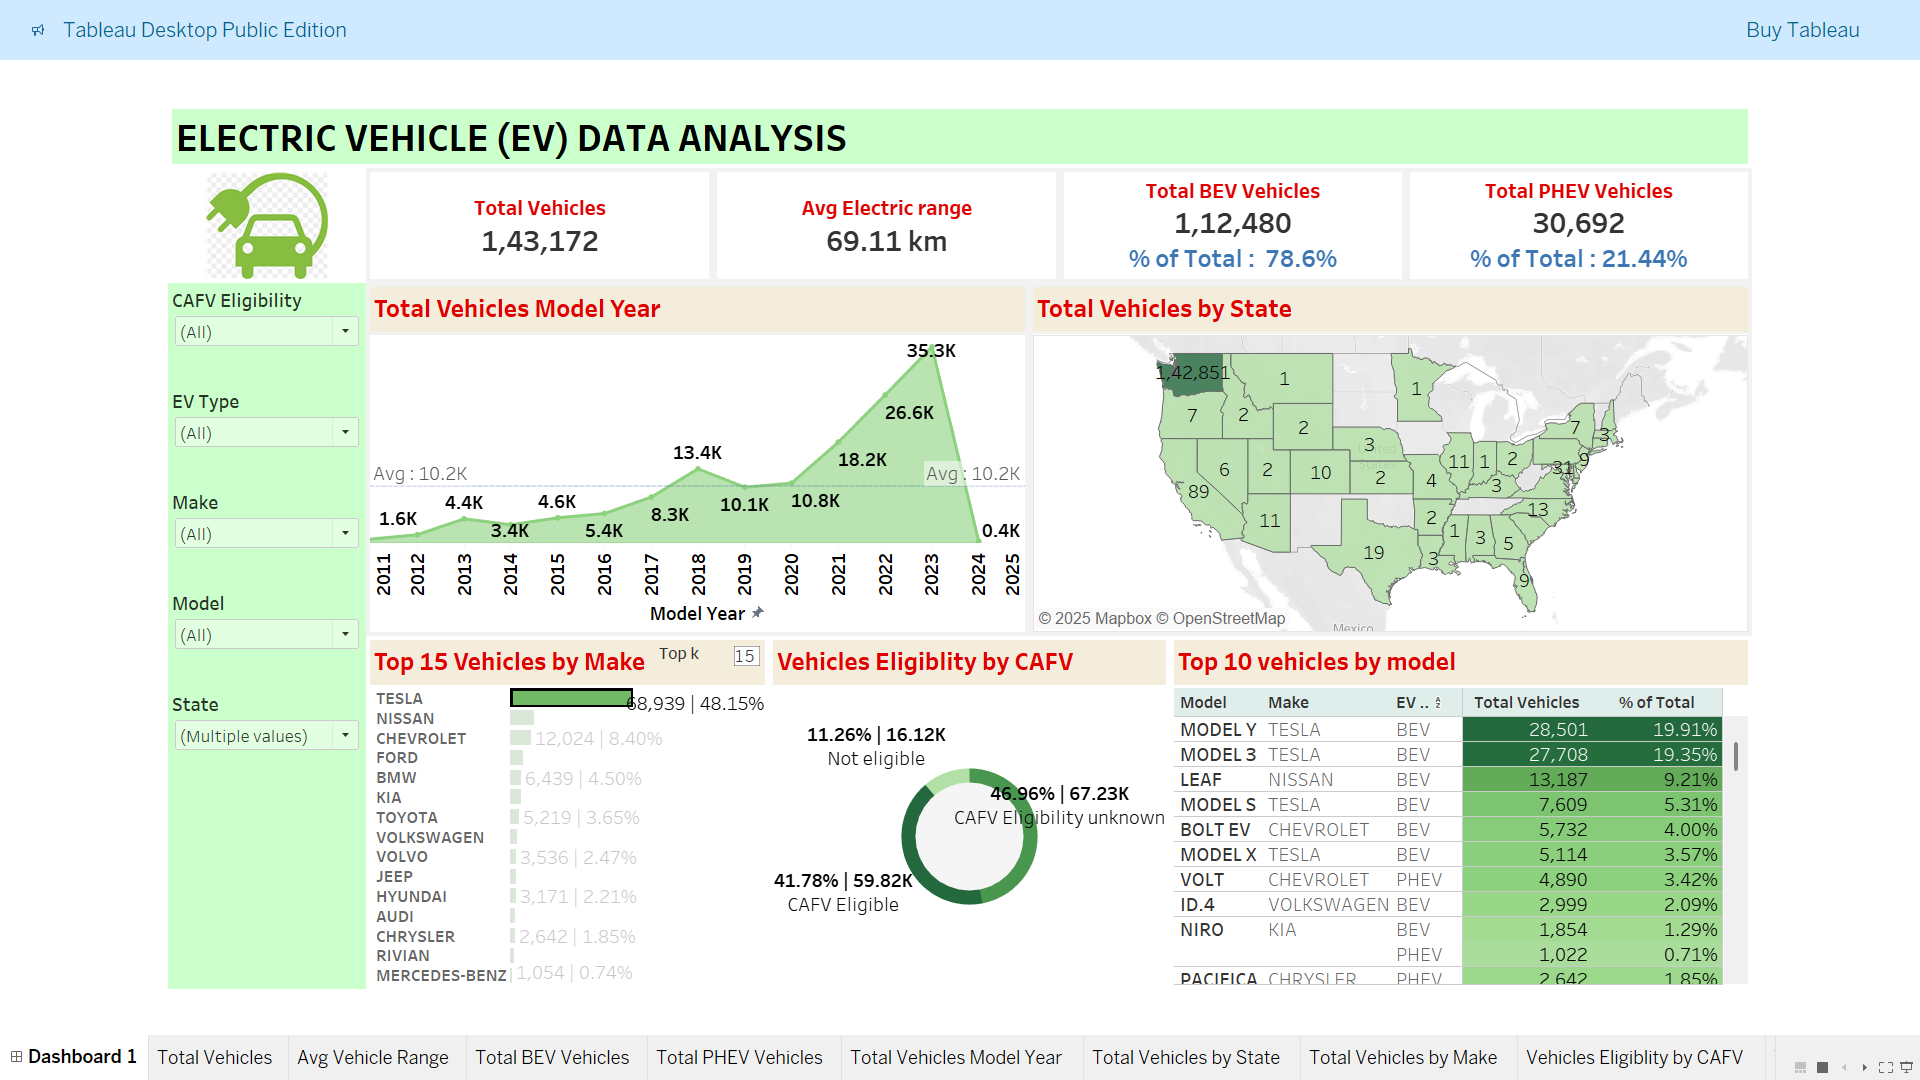 Tableau Desktop Public Edition
Buy Tableau
ELECTRIC VEHICLE (EV) DATA ANALYSIS
Total Vehicles
1,43,172
Avg Electric range
69.11 km
Total BEV Vehicles
1,12,480
% of Total : 78.6%
Total PHEV Vehicles
30,692
% of Total : 21.44%
CAFV Eligibility
(All)
EV Type
(All)
Make
(All)
Model
(All)
State
(Multiple values)
Total Vehicles Model Year
35.3K
26.6K
13.4K
18.2K
Avg : 10.2K
Avg : 10.2K
1.6K
4.4K
3.4K
4.6K
5.4K
8.3K
10.1K
10.8K
0.4K
2011
2012
2013
2014
2015
2016
2017
2018
2019
2020
2021
2022
2023
2024
2025
Model Year
Total Vehicles by State
1,42,851
1
1
7
2
2
7
3
3
6
2
10
2
11
1
2
31
9
89
4
3
11
2
13
1
3
5
19
3
9
United
States
Mexico
© 2025 Mapbox © OpenStreetMap
Top 15 Vehicles by Make
Top k
15
TESLA 68,939 | 48.15%
NISSAN
CHEVROLET 12,024 | 8.40%
FORD
BMW 6,439 | 4.50%
KIA
TOYOTA 5,219 | 3.65%
VOLKSWAGEN
VOLVO 3,536 | 2.47%
JEEP
HYUNDAI 3,171 | 2.21%
AUDI
CHRYSLER 2,642 | 1.85%
RIVIAN
MERCEDES-BENZ 1,054 | 0.74%
Vehicles Eligiblity by CAFV
11.26% | 16.12K
Not eligible
46.96% | 67.23K
CAFV Eligibility unknown
41.78% | 59.82K
CAFV Eligible
Top 10 vehicles by model
Model Make EV .. Total Vehicles % of Total
MODEL Y TESLA BEV 28,501 19.91%
MODEL 3 TESLA BEV 27,708 19.35%
LEAF NISSAN BEV 13,187 9.21%
MODEL S TESLA BEV 7,609 5.31%
BOLT EV CHEVROLET BEV 5,732 4.00%
MODEL X TESLA BEV 5,114 3.57%
VOLT CHEVROLET PHEV 4,890 3.42%
ID.4 VOLKSWAGEN BEV 2,999 2.09%
NIRO KIA BEV 1,854 1.29%
PHEV 1,022 0.71%
PACIFICA CHRYSLER PHEV 2,642 1.85%
Dashboard 1
Total Vehicles
Avg Vehicle Range
Total BEV Vehicles
Total PHEV Vehicles
Total Vehicles Model Year
Total Vehicles by State
Total Vehicles by Make
Vehicles Eligiblity by CAFV